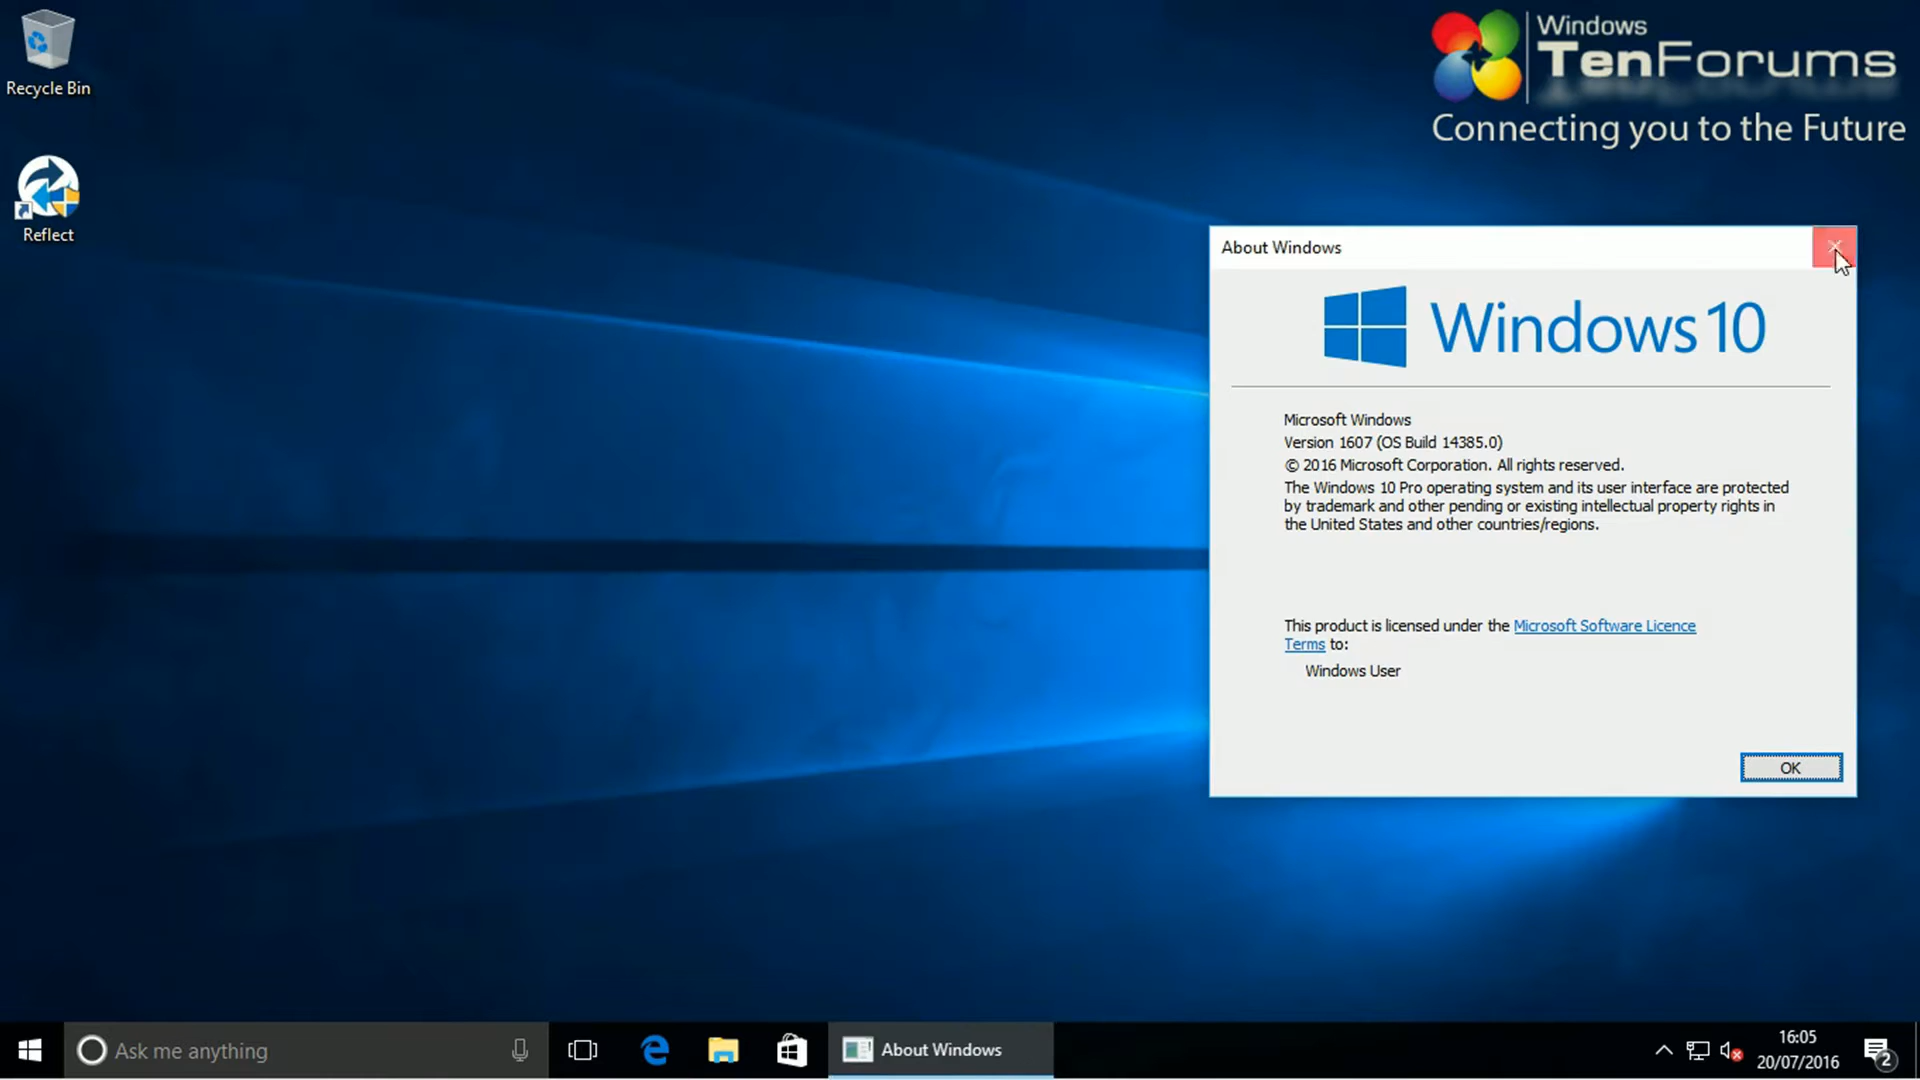 Recycle Bin
Reflect
Windows
TenForums
Connecting you to the Future
About Windows
Windows 10
Microsoft Windows
Version 1607 (OS Build 14385.0)
© 2016 Microsoft Corporation. All rights reserved.
The Windows 10 Pro operating system and its user interface are protected
by trademark and other pending or existing intellectual property rights in
the United States and other countries/regions.
This product is licensed under the Microsoft Software Licence
Terms to:
Windows User
OK
Ask me anything
About Windows
16:05
20/07/2016
2